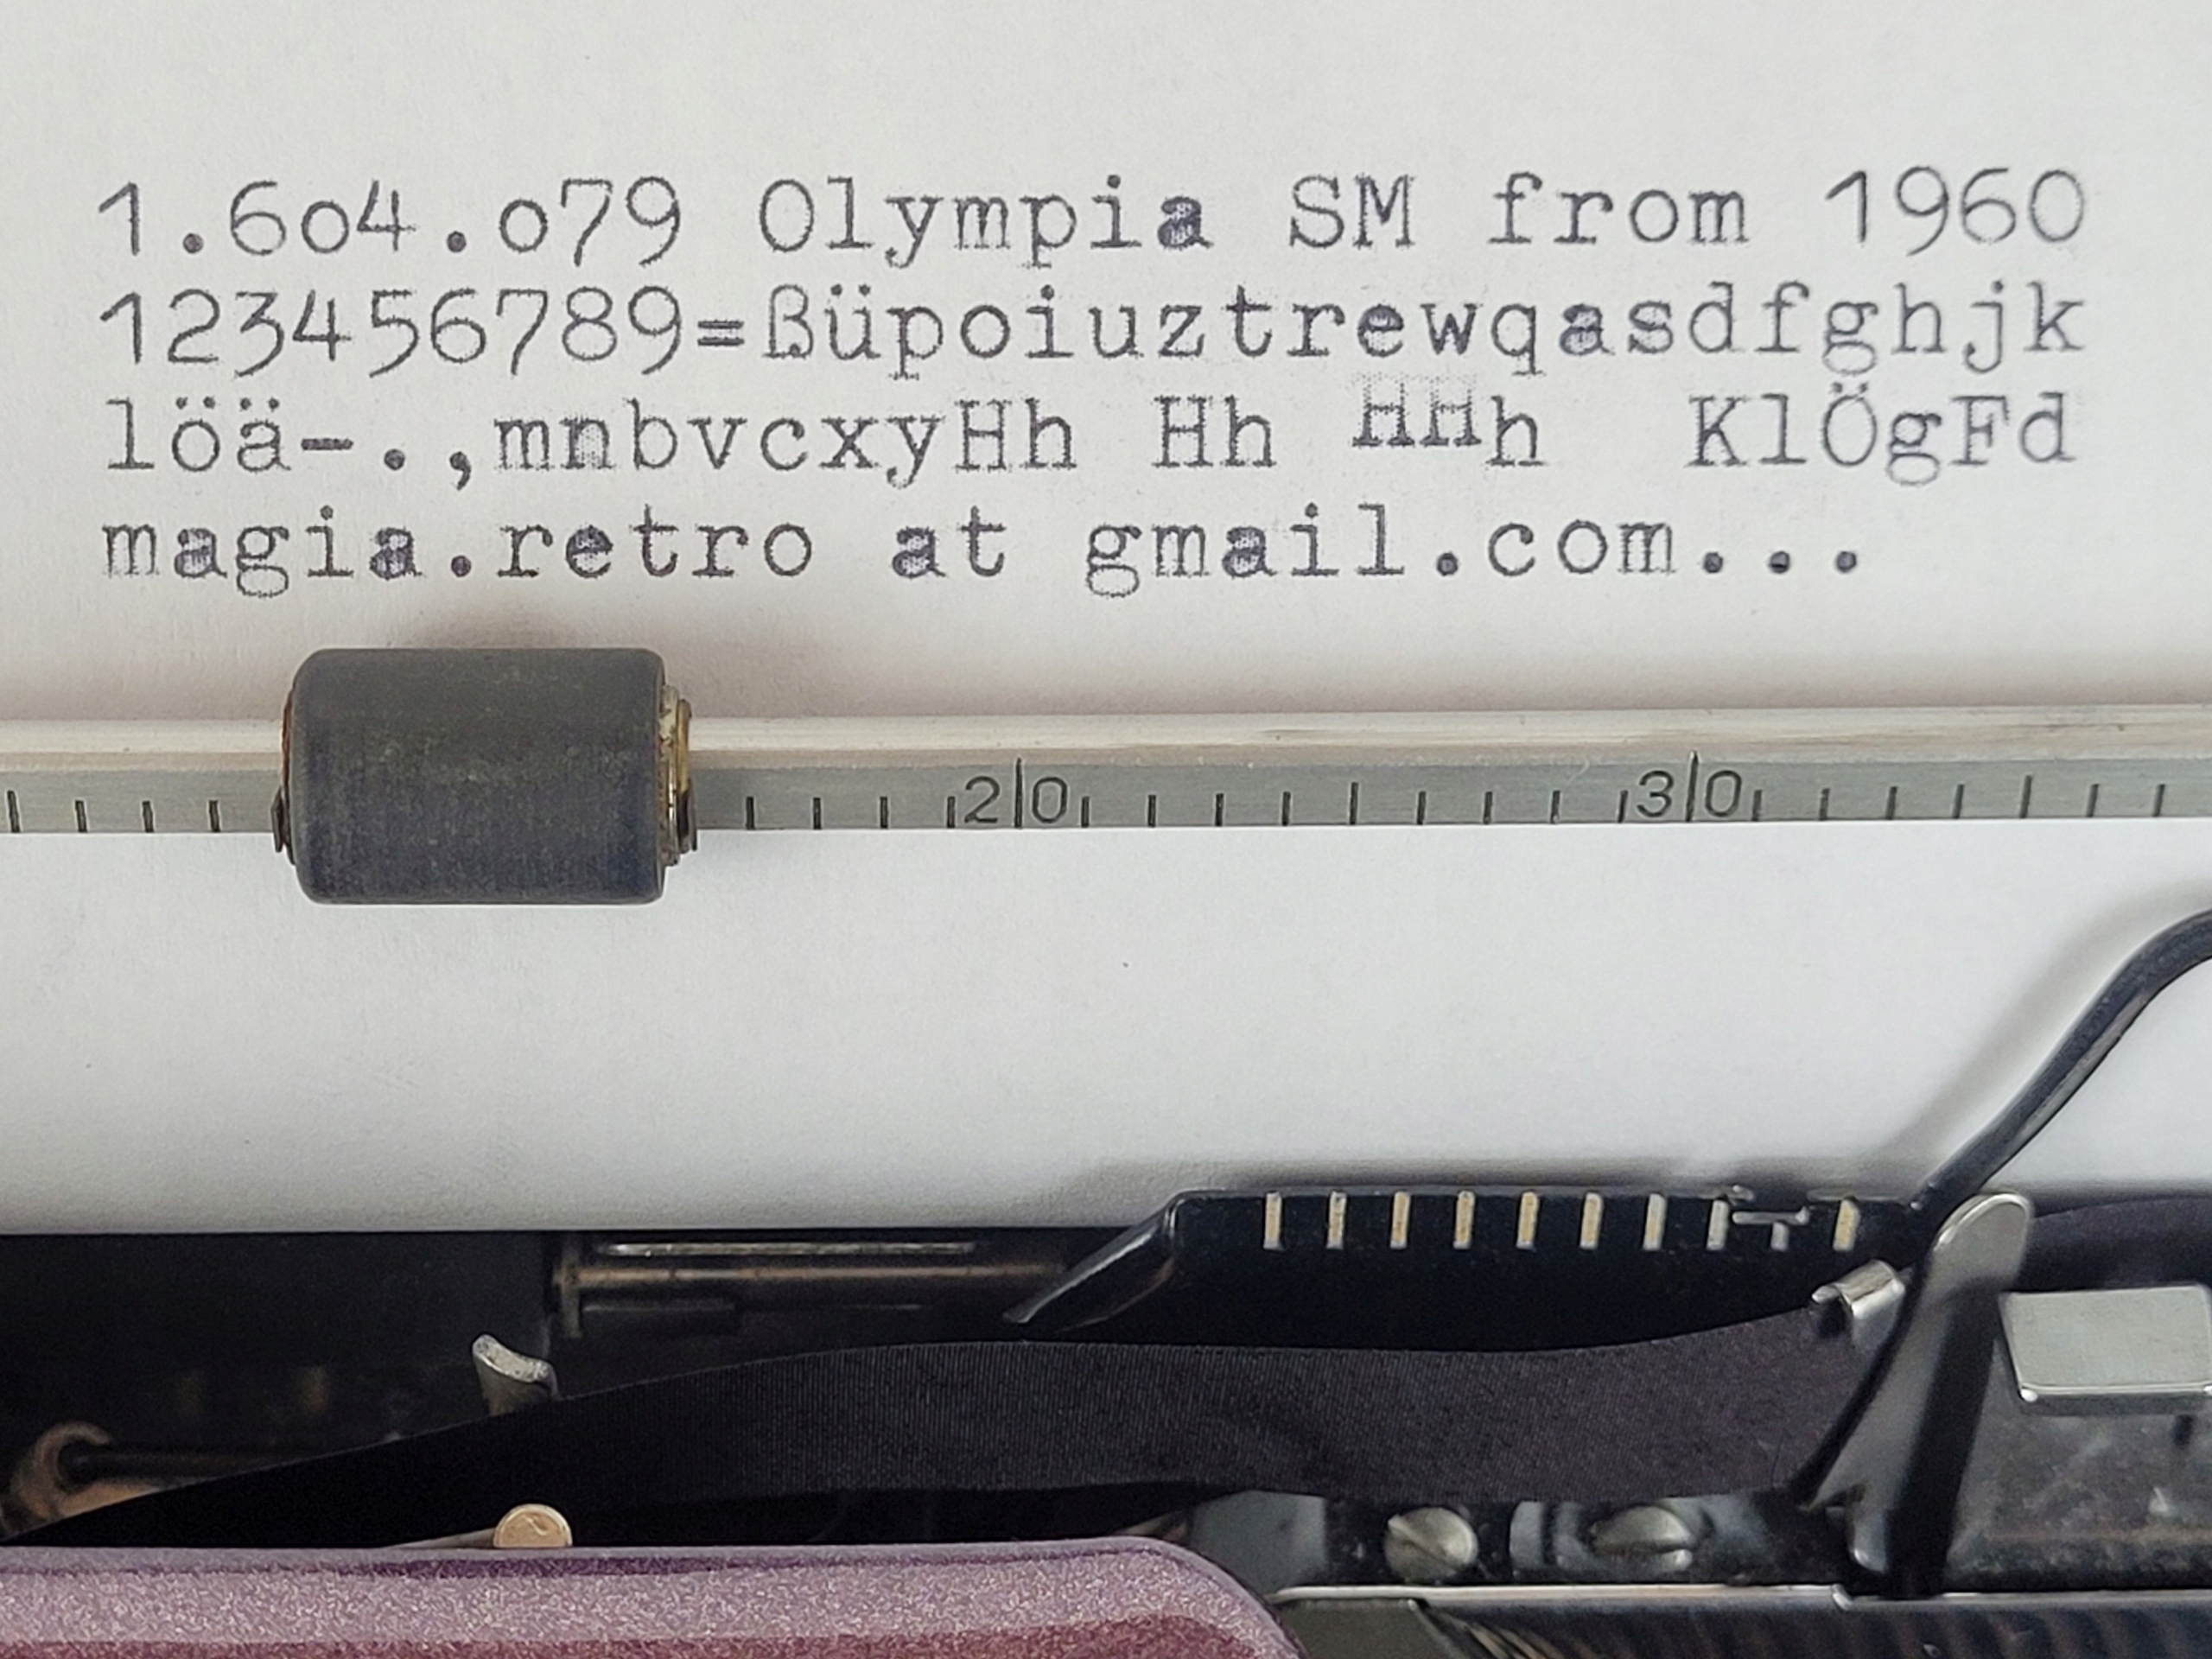 1.6o4.o79 Olympia SM from 1960
123456789=ßüpoiuztrewqasdfghjk
löä-.,mnbvcxyHh Hh HHh  KlÖgFd
magia.retro at gmail.com...
20 30